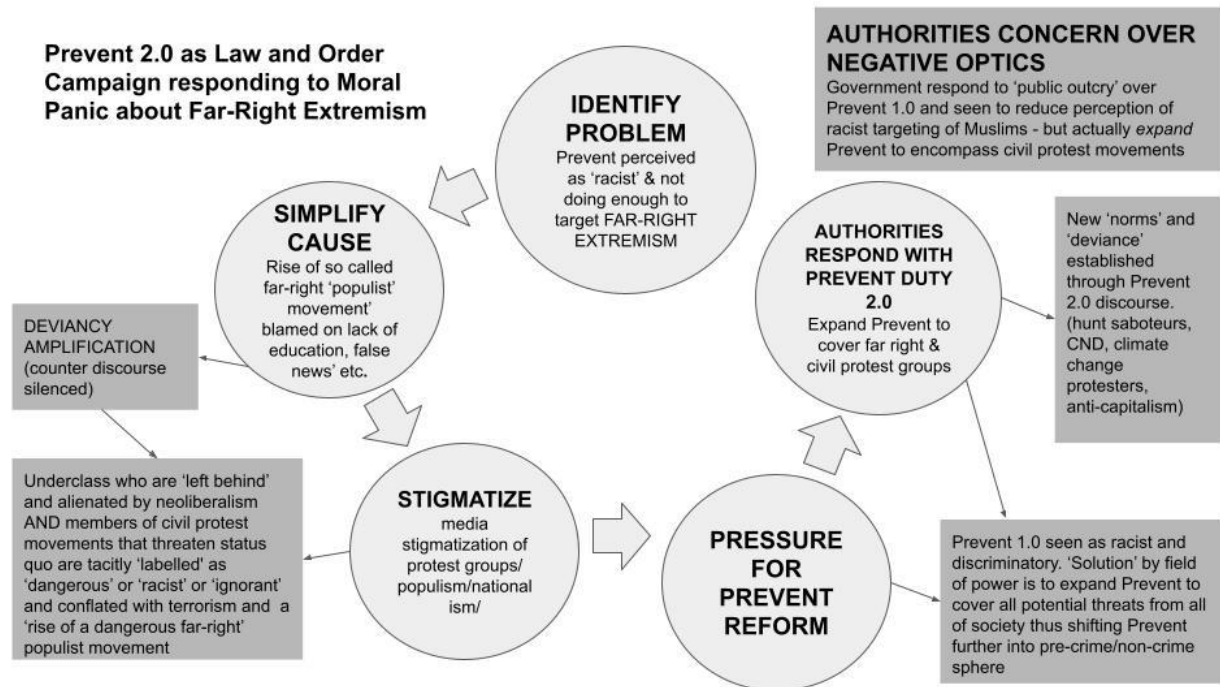 Prevent 2.0 as Law and Order
Campaign responding to Moral
Panic about Far-Right Extremism
IDENTIFY
PROBLEM
Prevent perceived
as ‘racist’ & not
doing enough to
target FAR-RIGHT
EXTREMISM
SIMPLIFY
CAUSE
Rise of so called
far-right ‘populist’
movement’
blamed on lack of
education, false
news’ etc.
DEVIANCY
AMPLIFICATION
(counter discourse
silenced)
Underclass who are ‘left behind’
and alienated by neoliberalism
AND members of civil protest
movements that threaten status
quo are tacitly ‘labelled' as
‘dangerous’ or ‘racist’ or ‘ignorant’
and conflated with terrorism and a
‘rise of a dangerous far-right’
populist movement
STIGMATIZE
media
stigmatization of
protest groups/
populism/national
ism/
PRESSURE
FOR
PREVENT
REFORM
AUTHORITIES
RESPOND WITH
PREVENT DUTY
2.0
Expand Prevent to
cover far right &
civil protest groups
AUTHORITIES CONCERN OVER
NEGATIVE OPTICS
Government respond to ‘public outcry’ over
Prevent 1.0 and seen to reduce perception of
racist targeting of Muslims - but actually expand
Prevent to encompass civil protest movements
New ‘norms’ and
‘deviance’
established
through Prevent
2.0 discourse.
(hunt saboteurs,
CND, climate
change
protesters,
anti-capitalism)
Prevent 1.0 seen as racist and
discriminatory. ‘Solution’ by field
of power is to expand Prevent to
cover all potential threats from all
of society thus shifting Prevent
further into pre-crime/non-crime
sphere